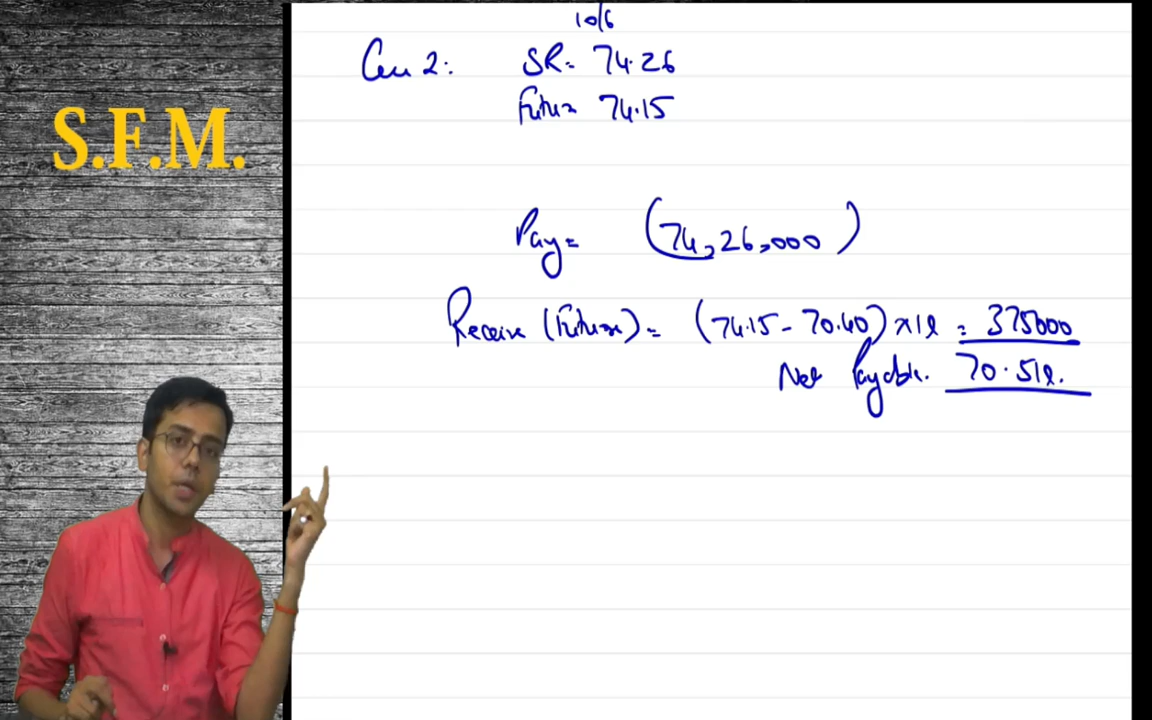 S.F.M.
10/6
Case 2: SR= 74.26
Future 74.15
Pay= (74,26,000)
Receive (Future) = (74.15 - 70.40) x 1l = 375000
Net Payable. 70.51l.